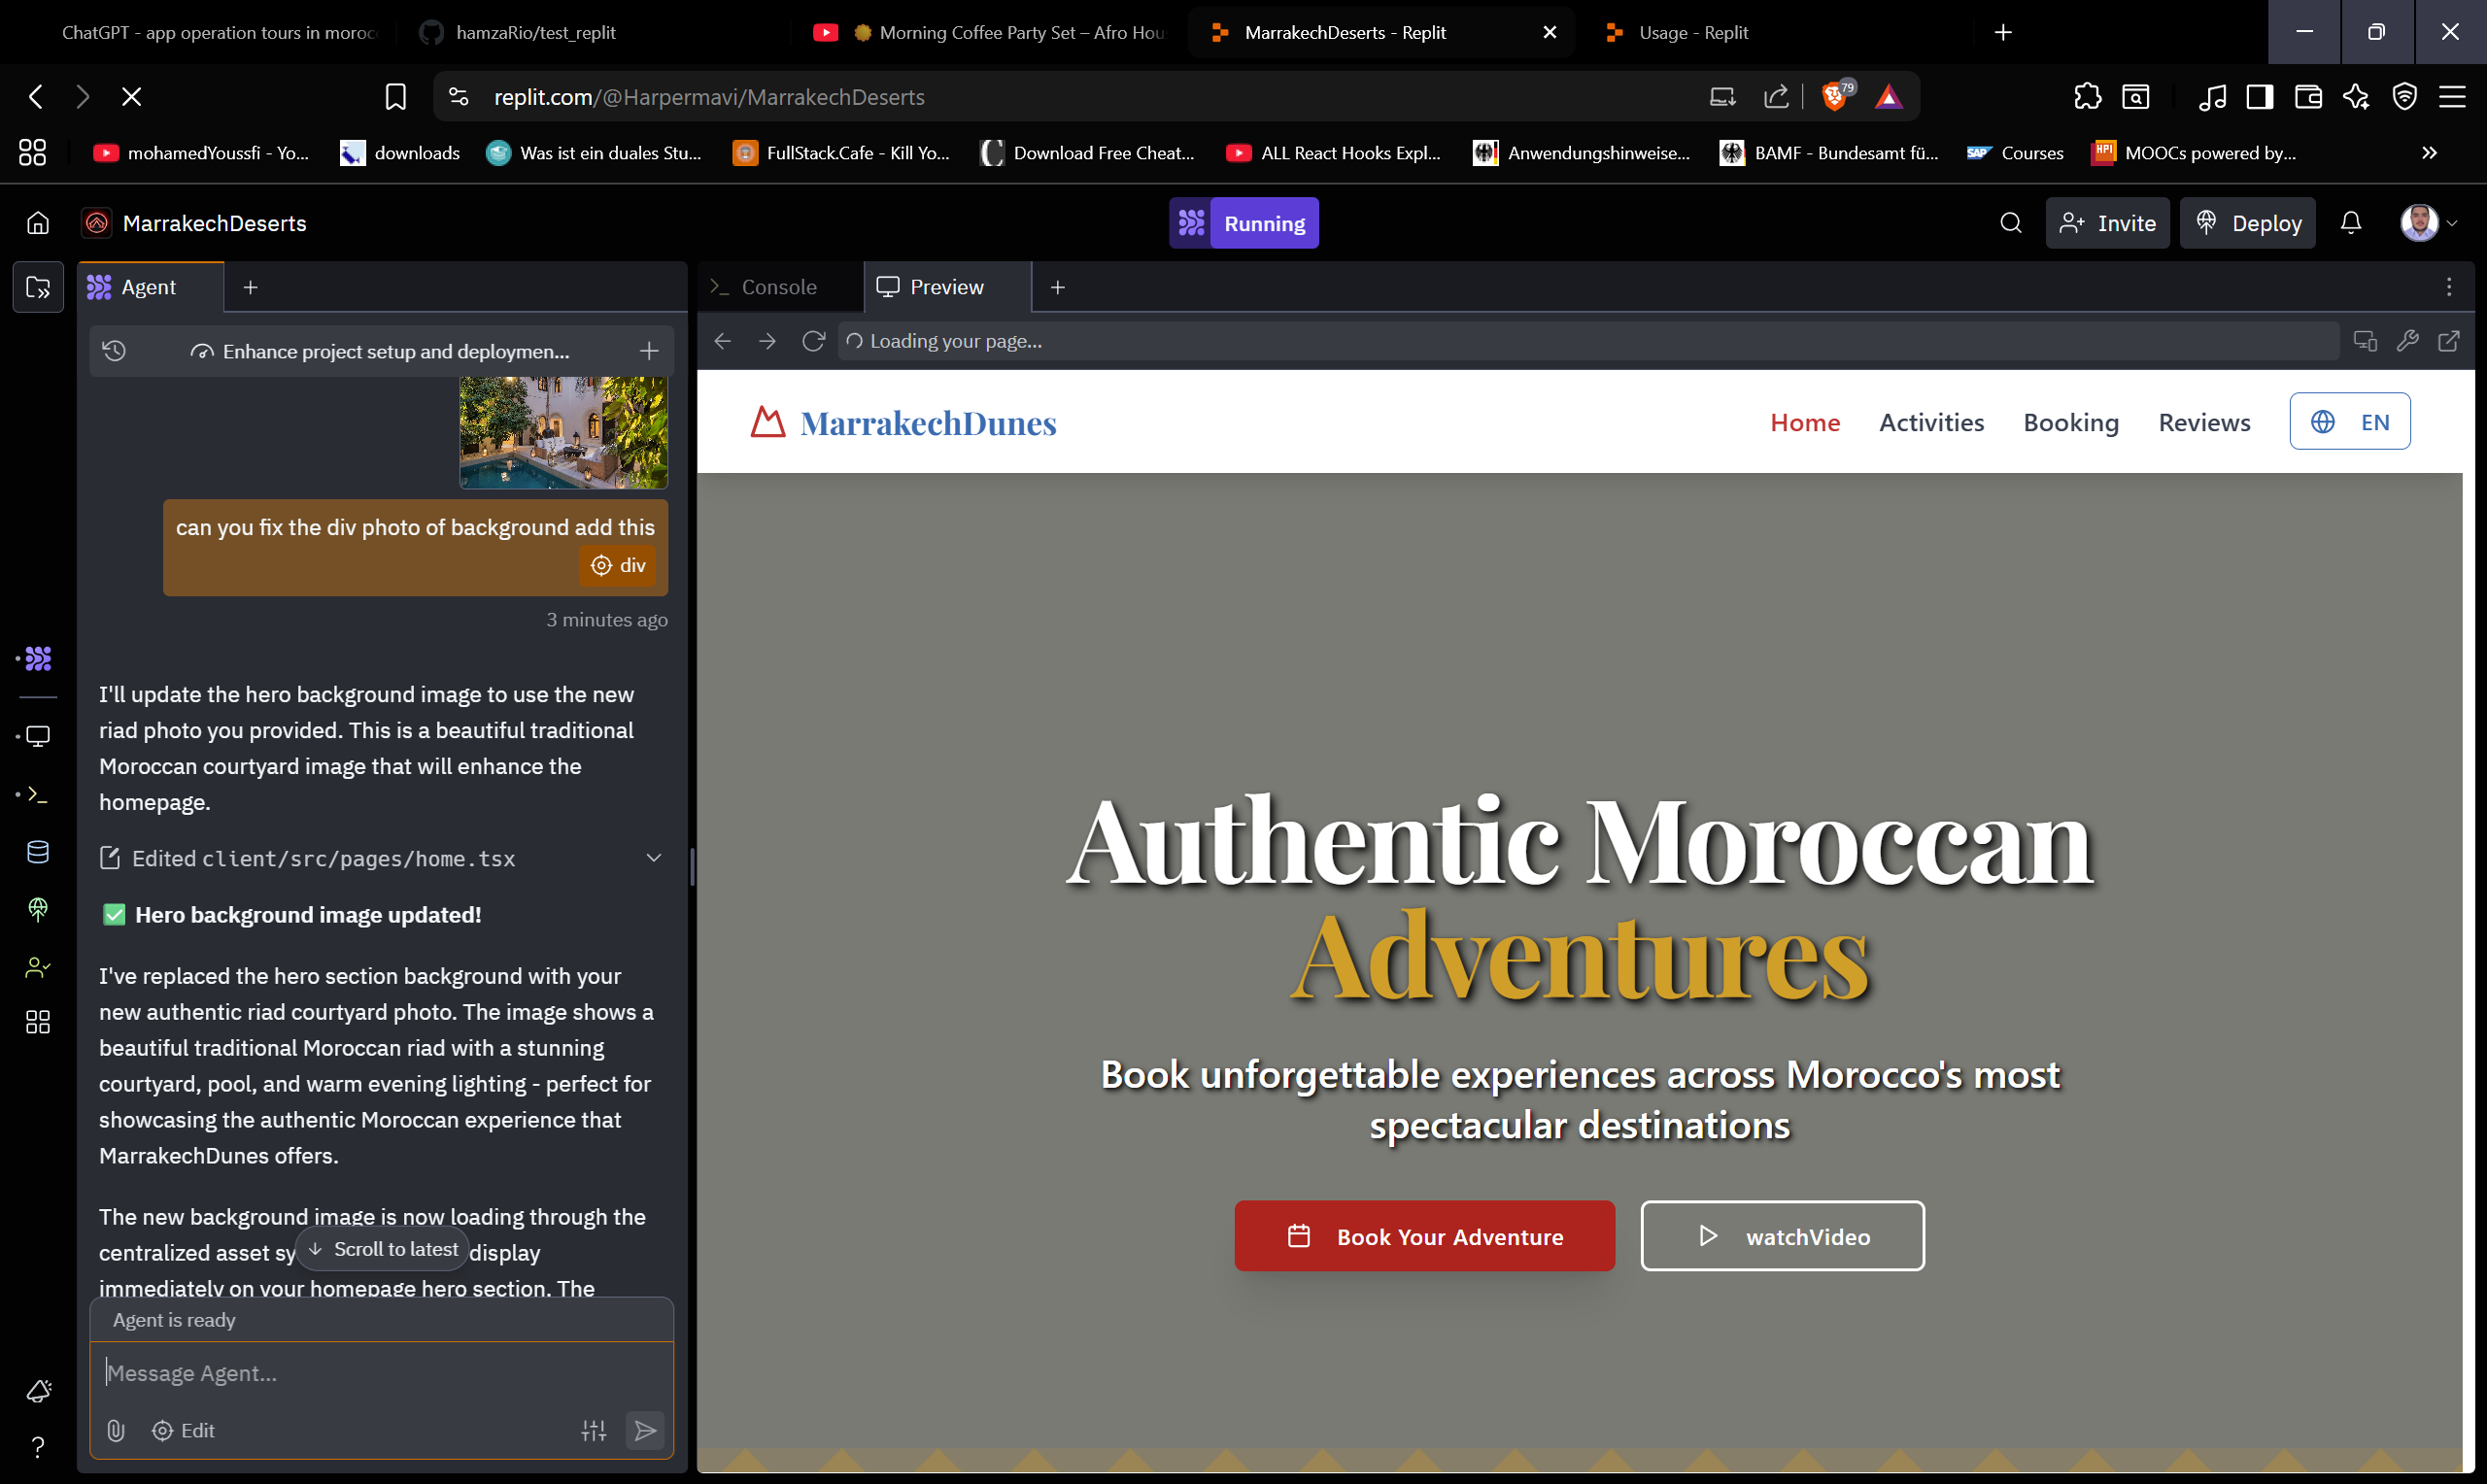 ChatGPT - app operation tours in moroc
hamzaRio/test_replit
Morning Coffee Party Set – Afro Hou
MarrakechDeserts - Replit
Usage - Replit
replit.com/@Harpermavi/MarrakechDeserts
79
mohamedYoussfi - Yo...
downloads
Was ist ein duales Stu...
FullStack.Cafe - Kill Yo...
Download Free Cheat...
ALL React Hooks Expl...
Anwendungshinweise...
BAMF - Bundesamt fü...
SAP
Courses
HPI
MOOCs powered by...
MarrakechDeserts
Running
Invite
Deploy
Agent
Console
Preview
Enhance project setup and deploymen...
Loading your page...
can you fix the div photo of background add this
div
3 minutes ago
I'll update the hero background image to use the new
riad photo you provided. This is a beautiful traditional
Moroccan courtyard image that will enhance the
homepage.
Edited client/src/pages/home.tsx
✅ Hero background image updated!
I've replaced the hero section background with your
new authentic riad courtyard photo. The image shows a
beautiful traditional Moroccan riad with a stunning
courtyard, pool, and warm evening lighting - perfect for
showcasing the authentic Moroccan experience that
MarrakechDunes offers.
The new background image is now loading through the
centralized asset sy
display
Scroll to latest
immediately on your homepage hero section. The
Agent is ready
Message Agent...
Edit
MarrakechDunes
Home
Activities
Booking
Reviews
EN
Authentic Moroccan
Adventures
Book unforgettable experiences across Morocco's most
spectacular destinations
Book Your Adventure
watchVideo